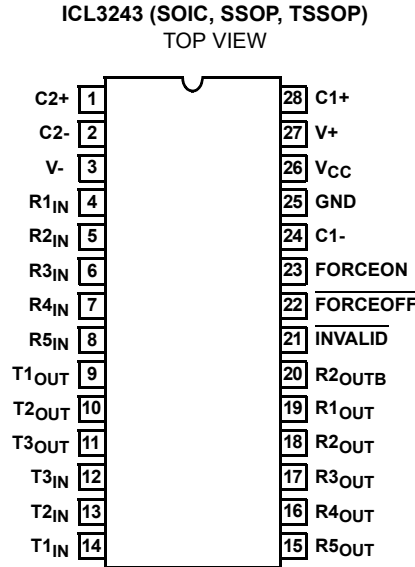 ICL3243 (SOIC, SSOP, TSSOP)
TOP VIEW
C2+ 1 28 C1+
C2- 2 27 V+
V- 3 26 VCC
R1IN 4 25 GND
R2IN 5 24 C1-
R3IN 6 23 FORCEON
R4IN 7 22 FORCEOFF
R5IN 8 21 INVALID
T1OUT 9 20 R2OUTB
T2OUT 10 19 R1OUT
T3OUT 11 18 R2OUT
T3IN 12 17 R3OUT
T2IN 13 16 R4OUT
T1IN 14 15 R5OUT